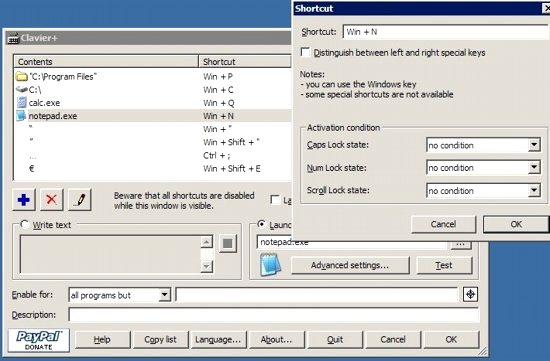 Clavier+
Contents Shortcut
"C:\Program Files" Win + P
C:\ Win + C
calc.exe Win + Q
notepad.exe Win + N
" Win + "
" Win + Shift + "
... Ctrl + ;
€ Win + Shift + E
Beware that all shortcuts are disabled
while this window is visible.
Write text
notepad.exe
...
Advanced settings...
Test
Enable for: all programs but
Description:
PayPal
DONATE
Help Copy list Language... About... Quit Cancel OK
Shortcut
Shortcut: Win + N
Distinguish between left and right special keys
Notes:
- you can use the Windows key
- some special shortcuts are not available
Activation condition
Caps Lock state: no condition
Num Lock state: no condition
Scroll Lock state: no condition
Cancel OK